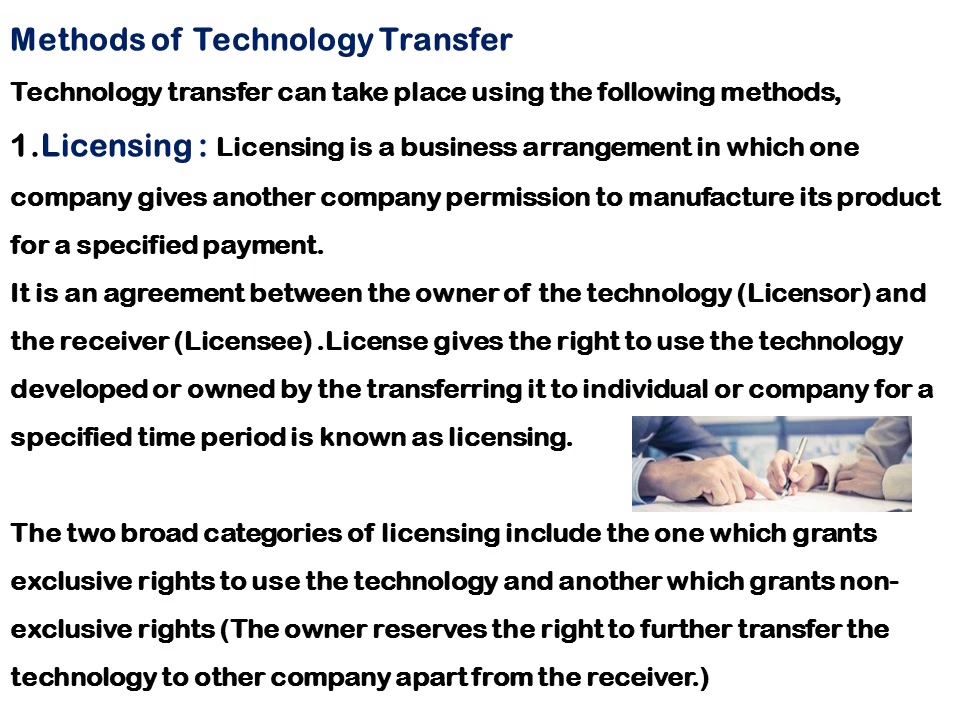 Methods of Technology Transfer
Technology transfer can take place using the following methods,
1.Licensing : Licensing is a business arrangement in which one
company gives another company permission to manufacture its product
for a specified payment.
It is an agreement between the owner of the technology (Licensor) and
the receiver (Licensee) .License gives the right to use the technology
developed or owned by the transferring it to individual or company for a
specified time period is known as licensing.
The two broad categories of licensing include the one which grants
exclusive rights to use the technology and another which grants non-
exclusive rights (The owner reserves the right to further transfer the
technology to other company apart from the receiver.)